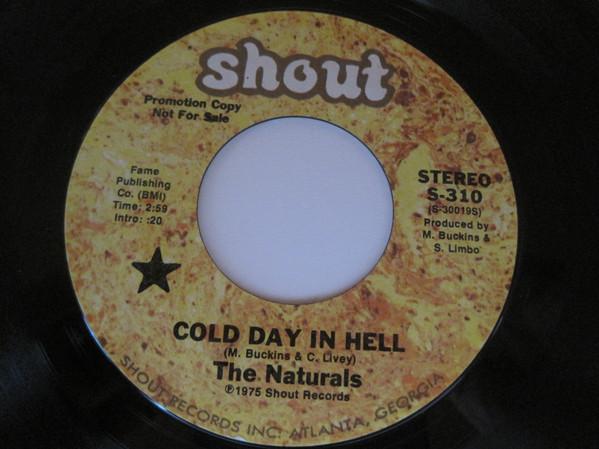 shout
Promotion Copy
Not For Sale
Fame
Publishing
Co. (BMI)
Time: 2:59
Intro: :20
STEREO
S-310
(S-30019S)
Produced by
M. Buckins &
S. Limbo
COLD DAY IN HELL
(M. Buckins & C. Livey)
The Naturals
℗1975 Shout Records
SHOUT RECORDS INC. ATLANTA, GEORGIA